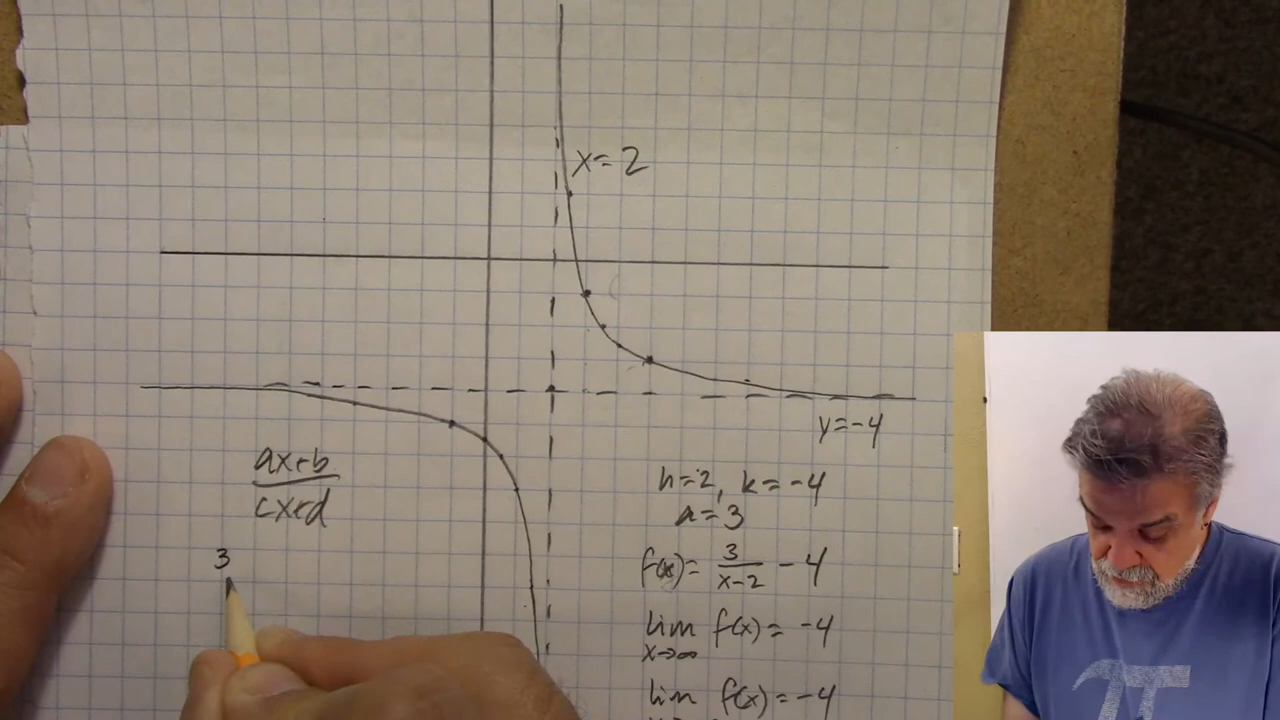 x=2
y=-4
ax+b
cx+d
3
h=2, k=-4
a=3
f(x)= 3/x-2 -4
lim f(x)= -4
x→∞
lim f(x)= -4
π